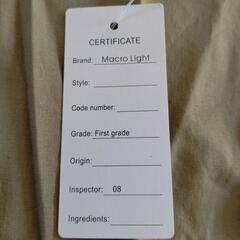 CERTIFICATE
Brand: Macro Light
Style:
Code number:
Grade: First grade
Origin:
Inspector: 08
Ingredients: